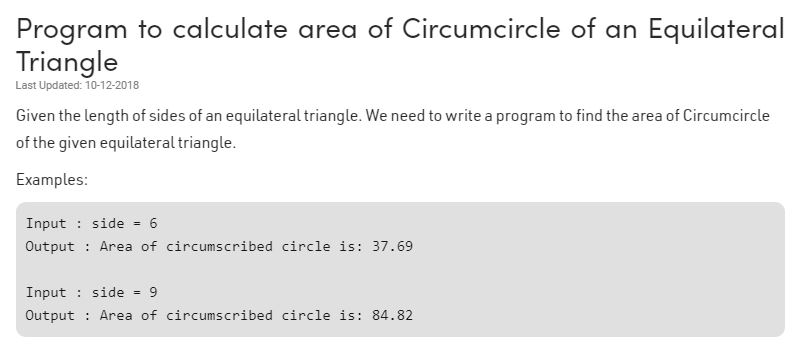 Program to calculate area of Circumcircle of an Equilateral
Triangle
Last Updated: 10-12-2018
Given the length of sides of an equilateral triangle. We need to write a program to find the area of Circumcircle
of the given equilateral triangle.
Examples:
Input : side = 6
Output : Area of circumscribed circle is: 37.69
Input : side = 9
Output : Area of circumscribed circle is: 84.82